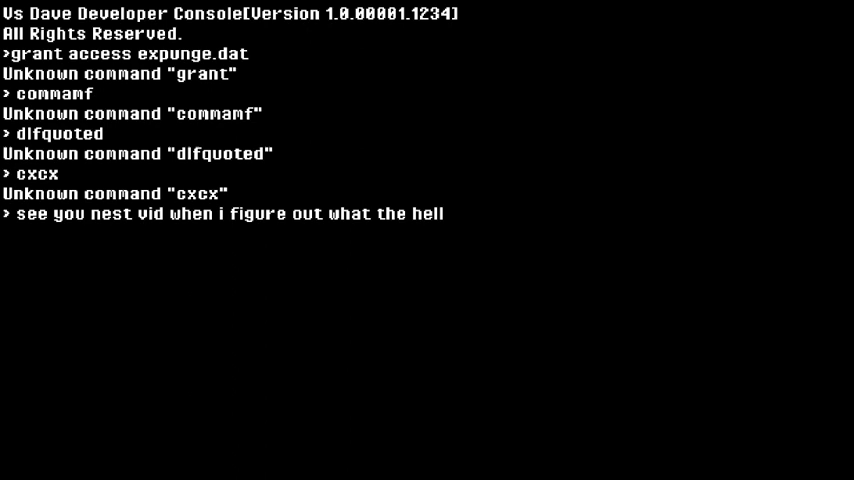 Vs Dave Developer Console[Version 1.0.00001.1234]
All Rights Reserved.
>grant access expunge.dat
Unknown command "grant"
> commamf
Unknown command "commamf"
> dlfquoted
Unknown command "dlfquoted"
> cxcx
Unknown command "cxcx"
> see you nest vid when i figure out what the hell